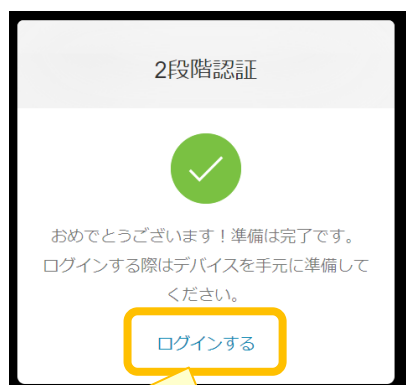 2段階認証
おめでとうございます！準備は完了です。
ログインする際はデバイスを手元に準備して
ください。
ログインする